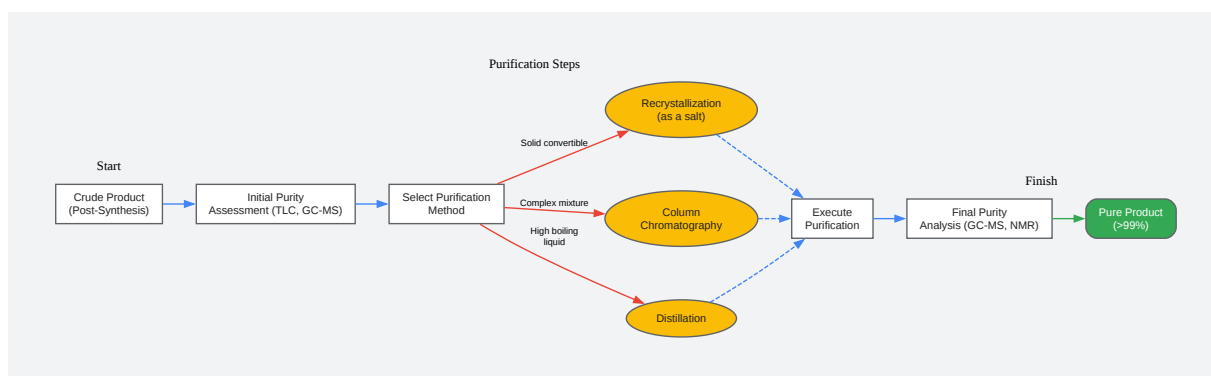 Purification Steps
Start
Finish
Crude Product
(Post-Synthesis)
Initial Purity
Assessment (TLC, GC-MS)
Select Purification
Method
Solid convertible
Complex mixture
High boiling
liquid
Recrystallization
(as a salt)
Column
Chromatography
Distillation
Execute
Purification
Final Purity
Analysis (GC-MS, NMR)
Pure Product
(>99%)